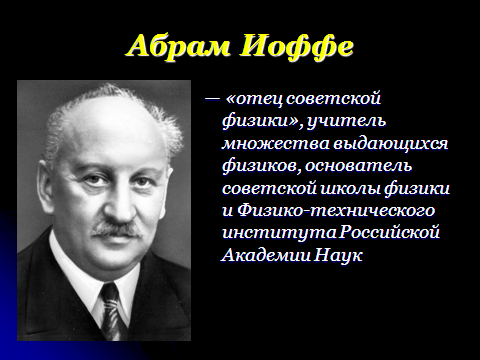 Абрам Иоффе
— «отец советской
физики», учитель
множества выдающихся
физиков, основатель
советской школы физики
и Физико-технического
института Российской
Академии Наук